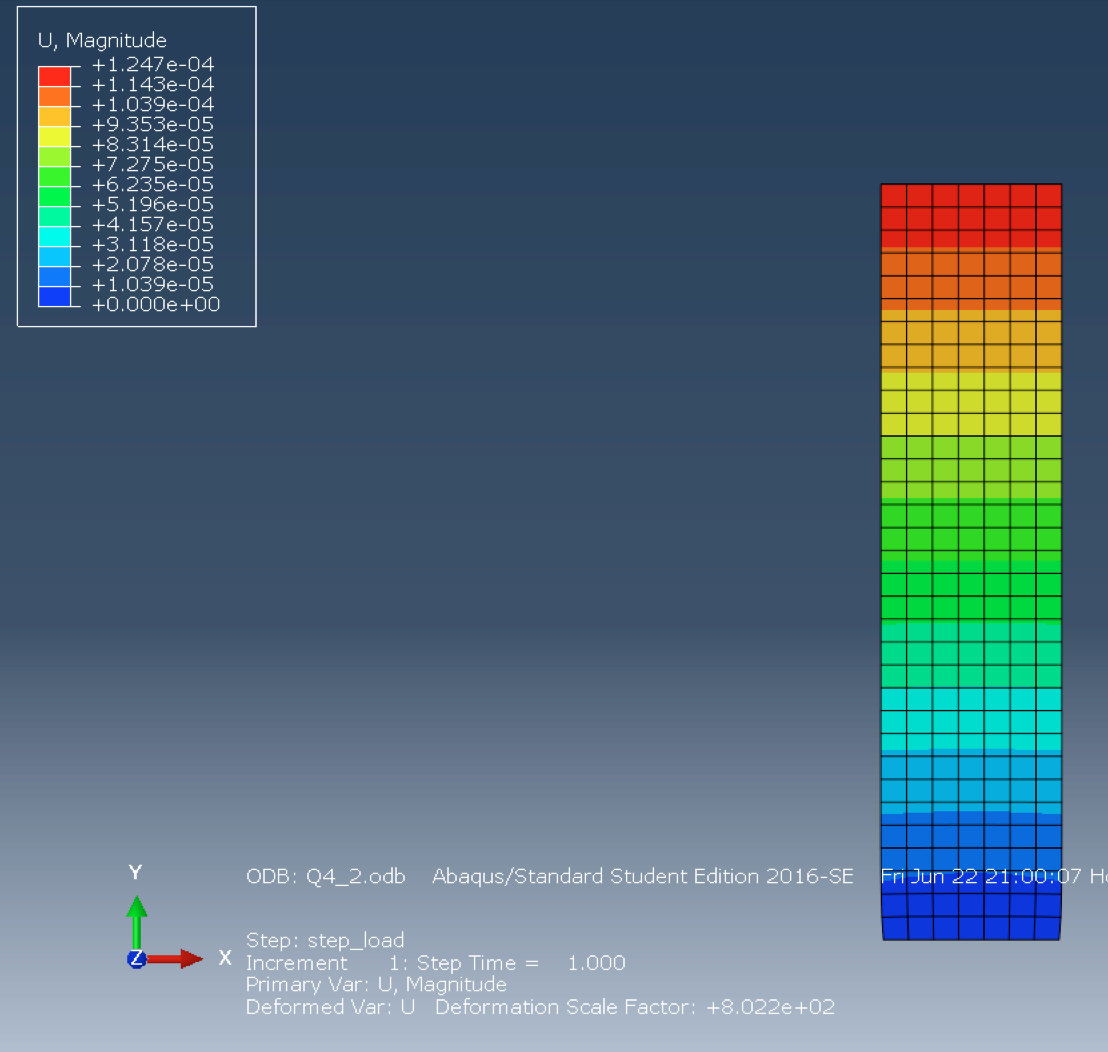 U, Magnitude
+1.247e-04
+1.143e-04
+1.039e-04
+9.353e-05
+8.314e-05
+7.275e-05
+6.235e-05
+5.196e-05
+4.157e-05
+3.118e-05
+2.078e-05
+1.039e-05
+0.000e+00
Y
Z
X
ODB: Q4_2.odb Abaqus/Standard Student Edition 2016-SE Fri Jun 22 21:00:07 H
Step: step_load
Increment 1: Step Time = 1.000
Primary Var: U, Magnitude
Deformed Var: U Deformation Scale Factor: +8.022e+02